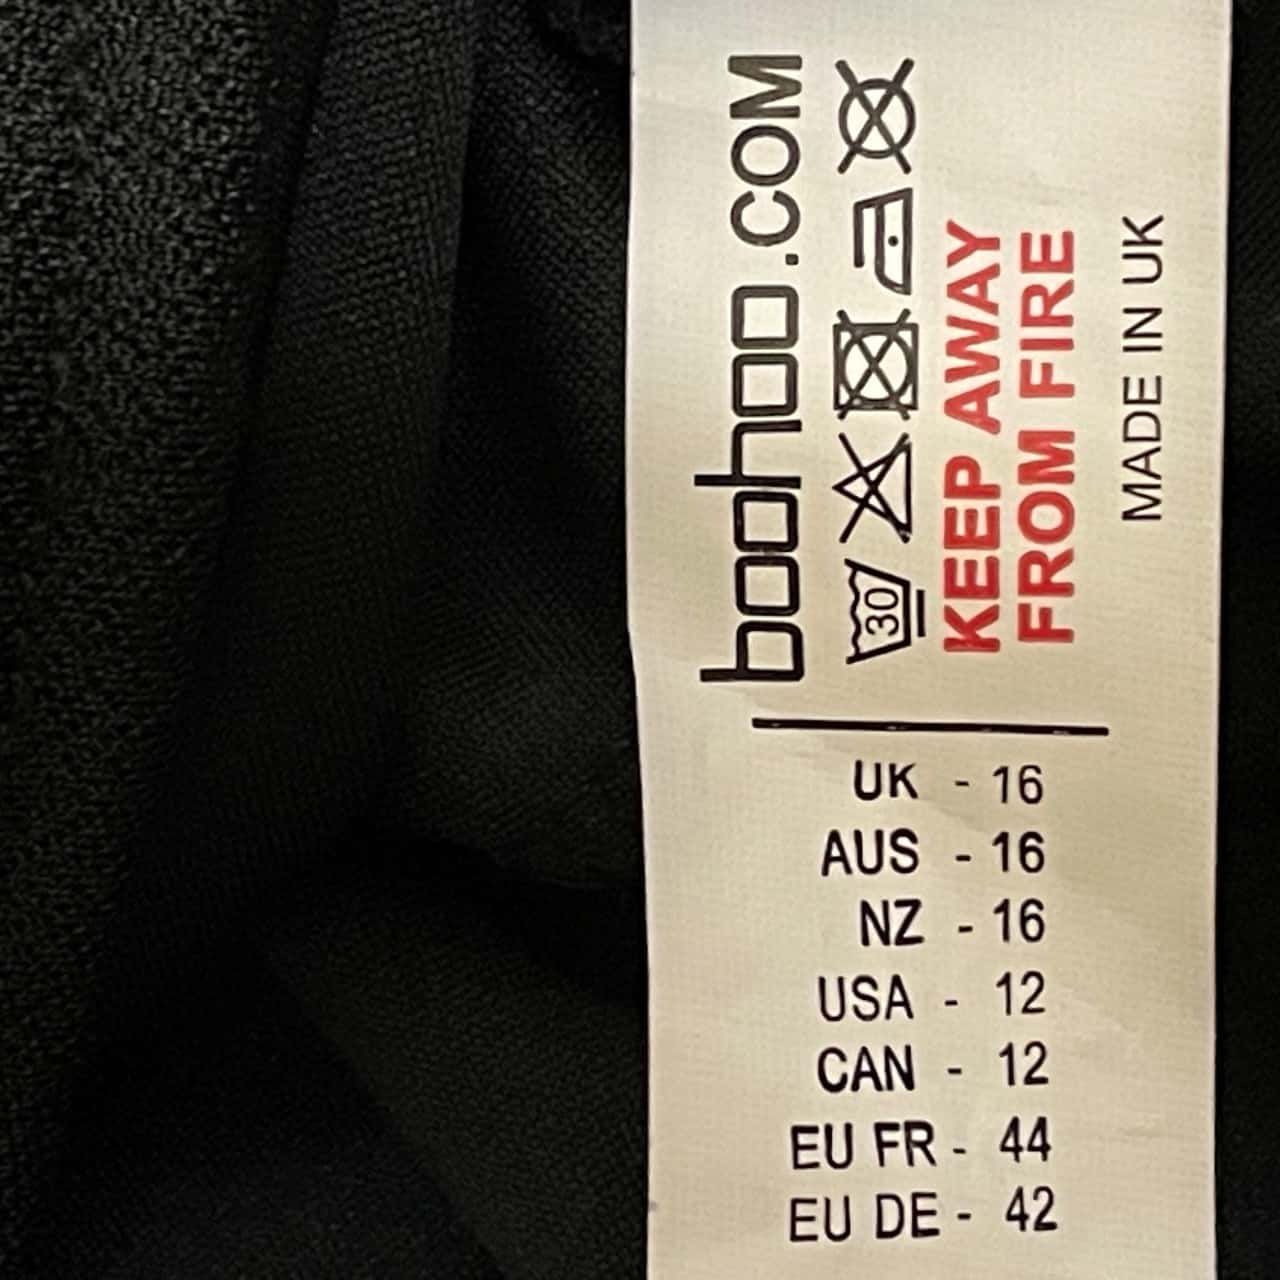 boohoo.COM
30
KEEP AWAY
FROM FIRE
MADE IN UK
UK - 16
AUS - 16
NZ - 16
USA - 12
CAN - 12
EU FR - 44
EU DE - 42